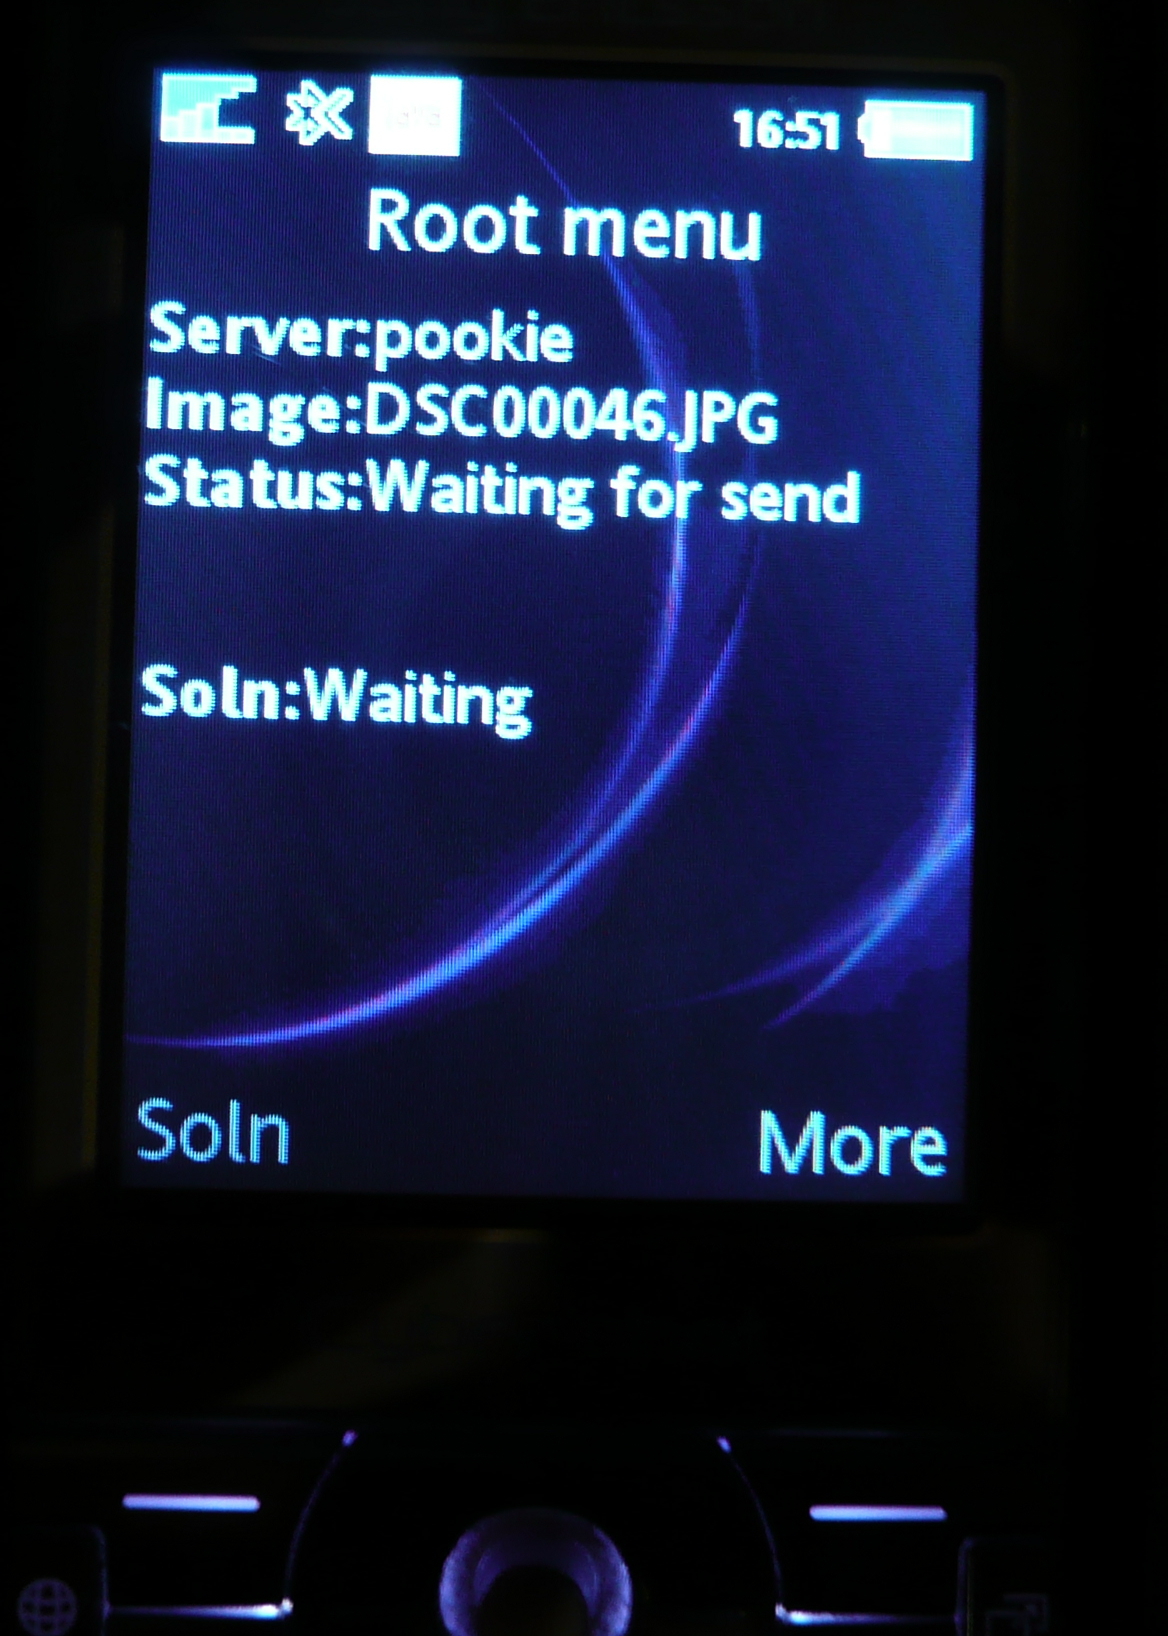 16:51
Root menu
Server:pookie
Image:DSC00046.JPG
Status:Waiting for send
Soln:Waiting
Soln More